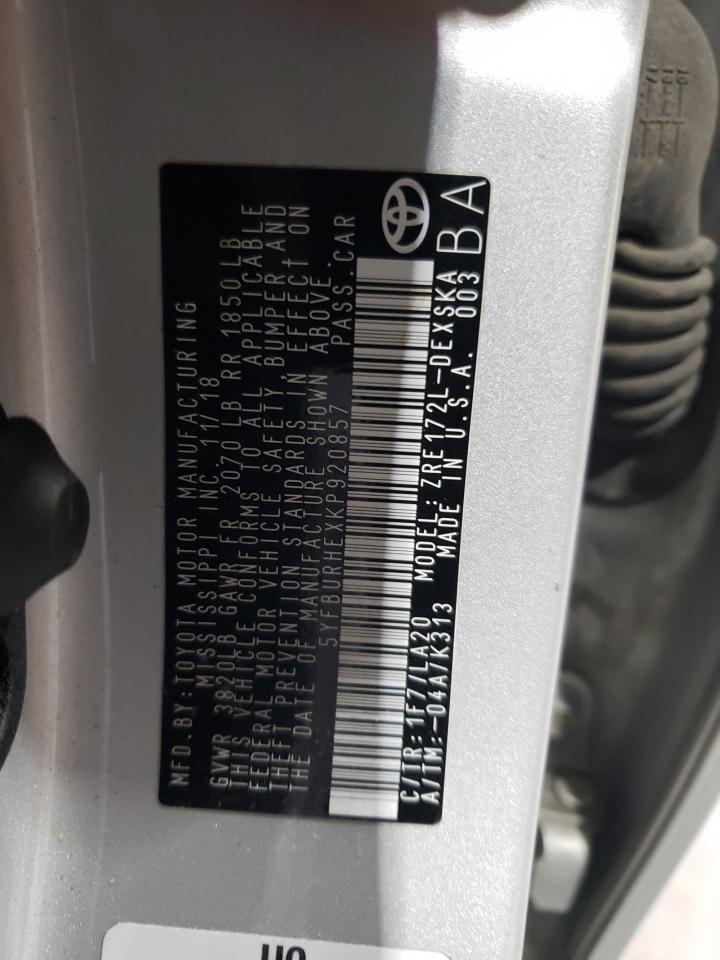 MFD.BY:TOYOTA MOTOR MANUFACTURING
MISSISSIPPI INC. 11/18
GVWR 3820LB GAWR FR 2070 LB RR 1850LB
THIS VEHICLE CONFORMS TO ALL APPLICABLE
FEDERAL MOTOR VEHICLE SAFETY, BUMPER, AND
THEFT PREVENTION STANDARDS IN EFFECT ON
THE DATE OF MANUFACTURE SHOWN ABOVE.
5YFBURHEXKP920857 PASS.CAR
C/TR:1F7/LA20 MODEL:ZRE172L-DEXSKA
A/TM:-04A/K313 MADE IN U.S.A. 003
BA